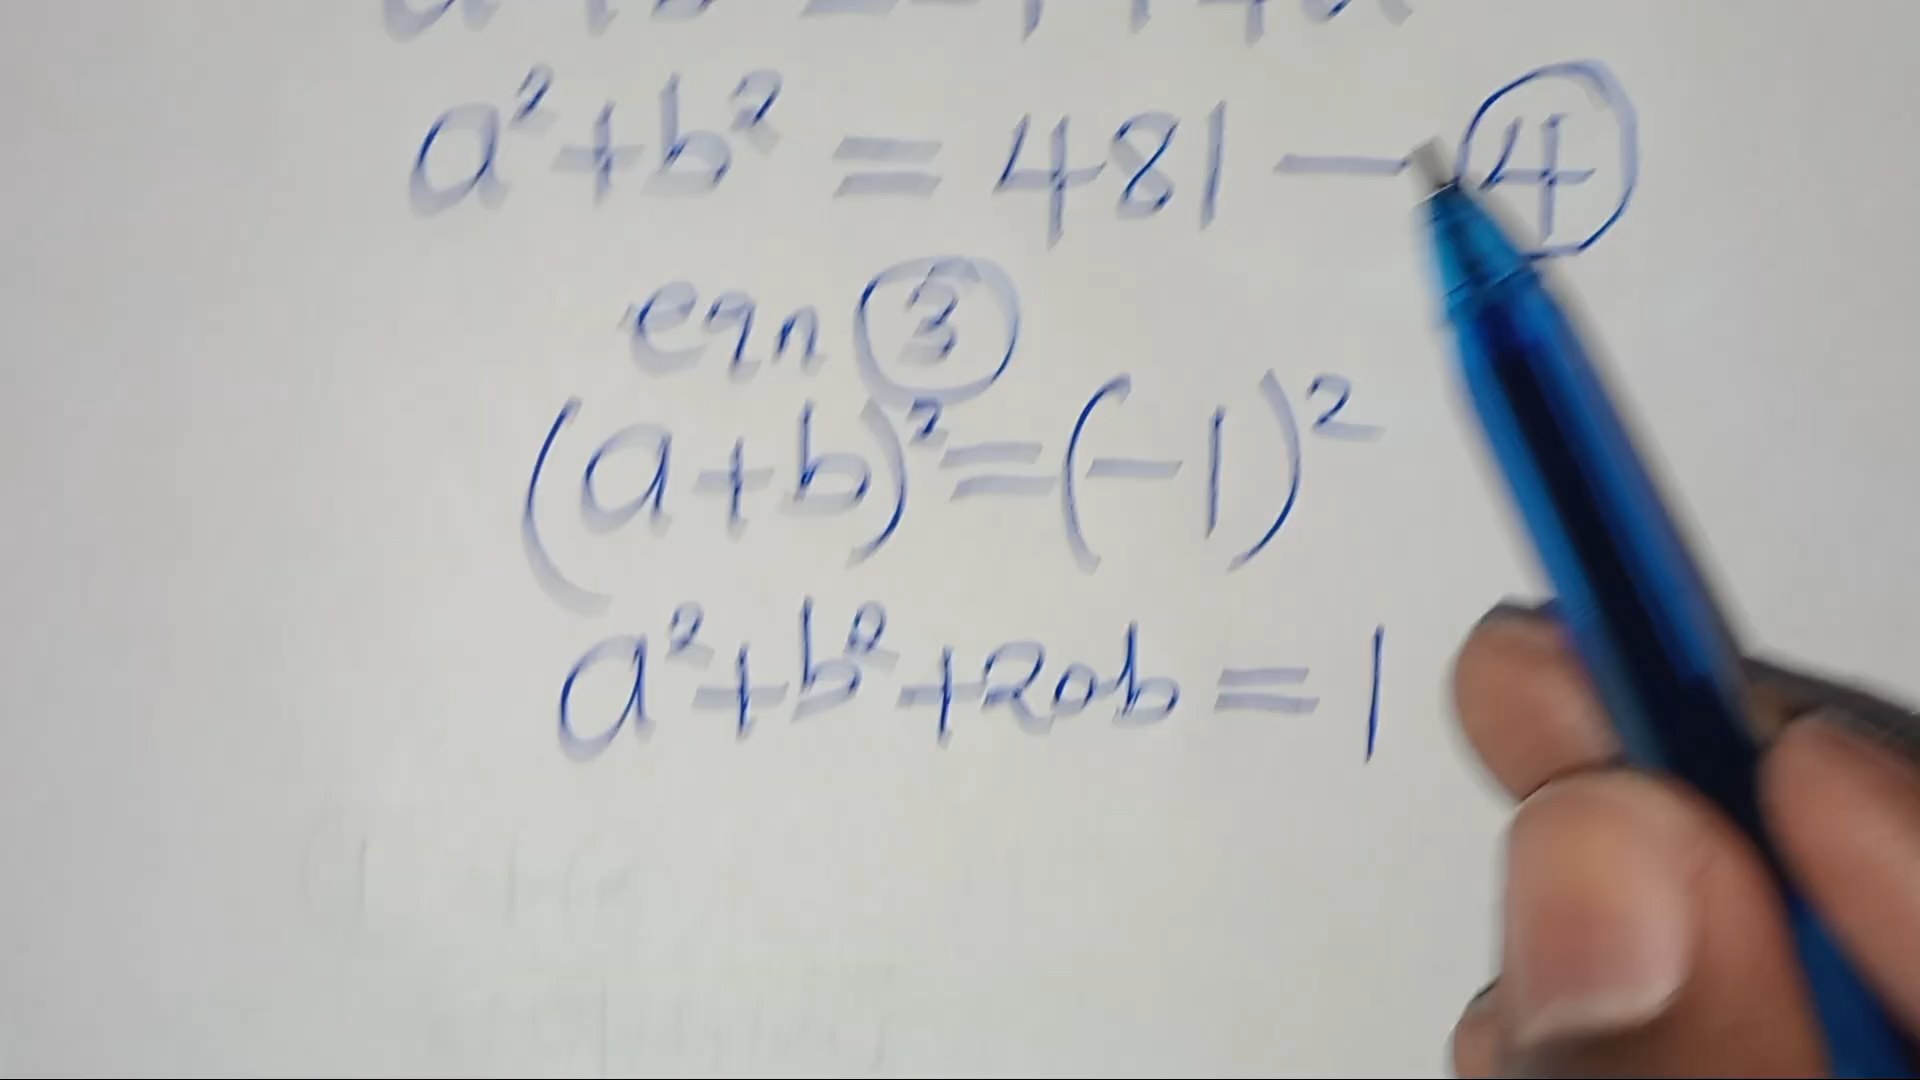 a² + b² = 481 — ④
eqn ③
(a+b)² = (-1)²
a² + b² + 2ab = 1